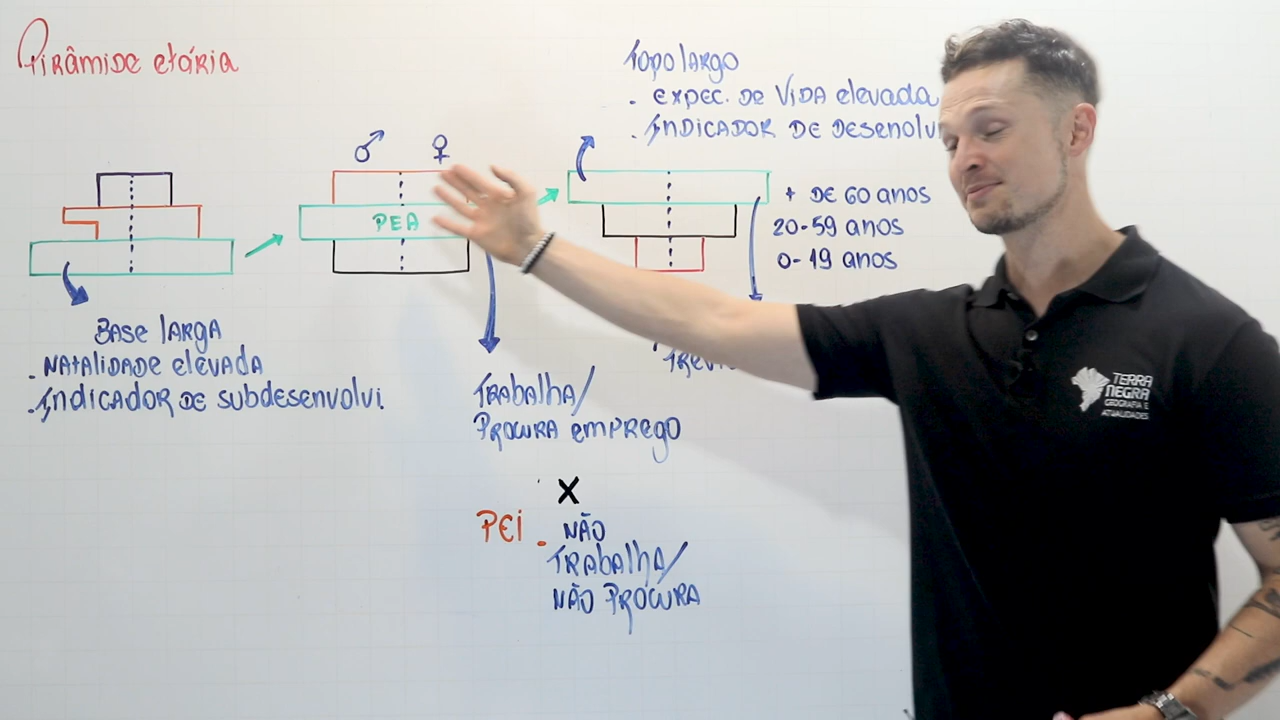 Pirâmide etária
Topo largo
. expec. de vida elevada
. Indicador de desenolvi
♂ ♀
PEA
+ de 60 anos
20-59 anos
0-19 anos
Base larga
. Natalidade elevada
. Indicador de subdesenvolvi.
Trabalha/
Procura emprego
X
PEI . não
trabalha/
não procura
TERRA
NEGRA
GEOGRAFIA E
ATUALIDADES